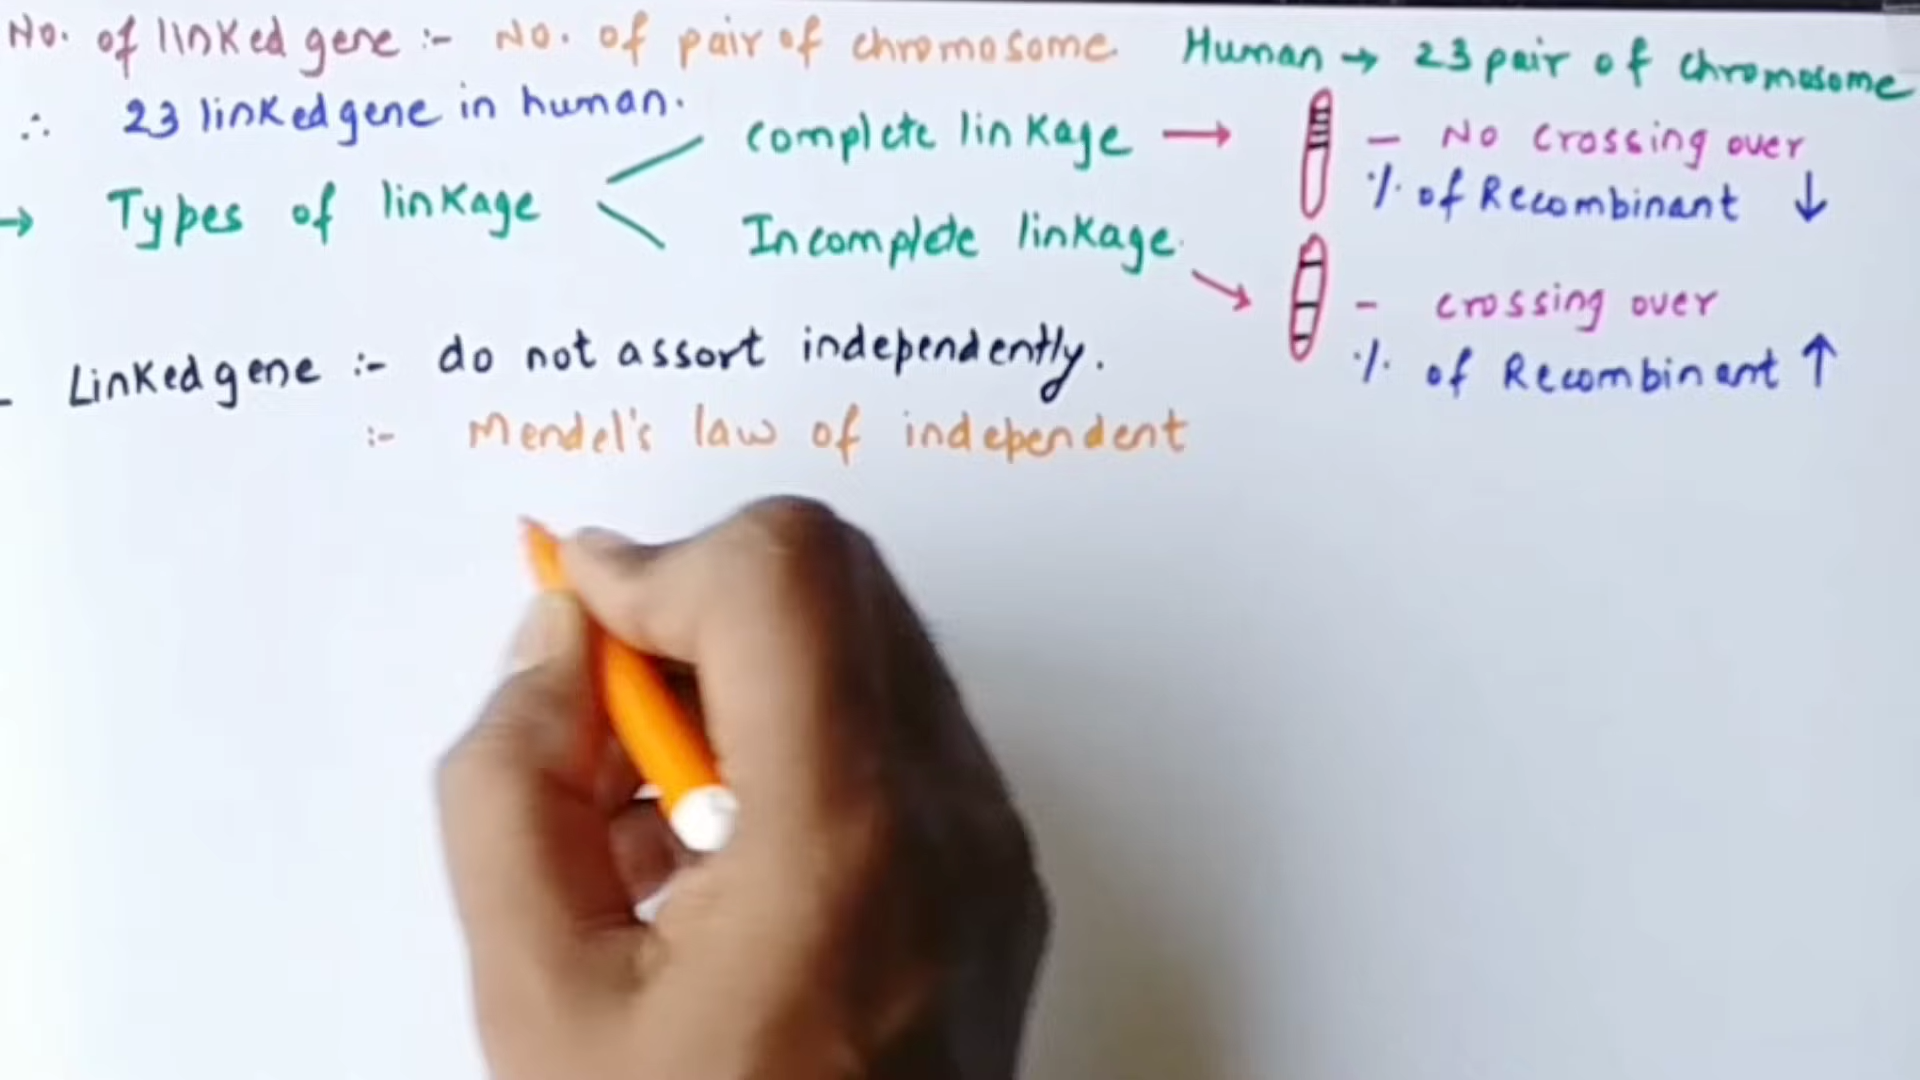 No. of linked gene :- No. of pair of chromosome
Human → 23 pair of chromosome
∴ 23 linked gene in human.
→ Types of linkage
complete linkage → - No crossing over
% of Recombinant ↓
Incomplete linkage → - crossing over
% of Recombinant ↑
- Linked gene :- do not assort independently.
:- Mendel's law of independent